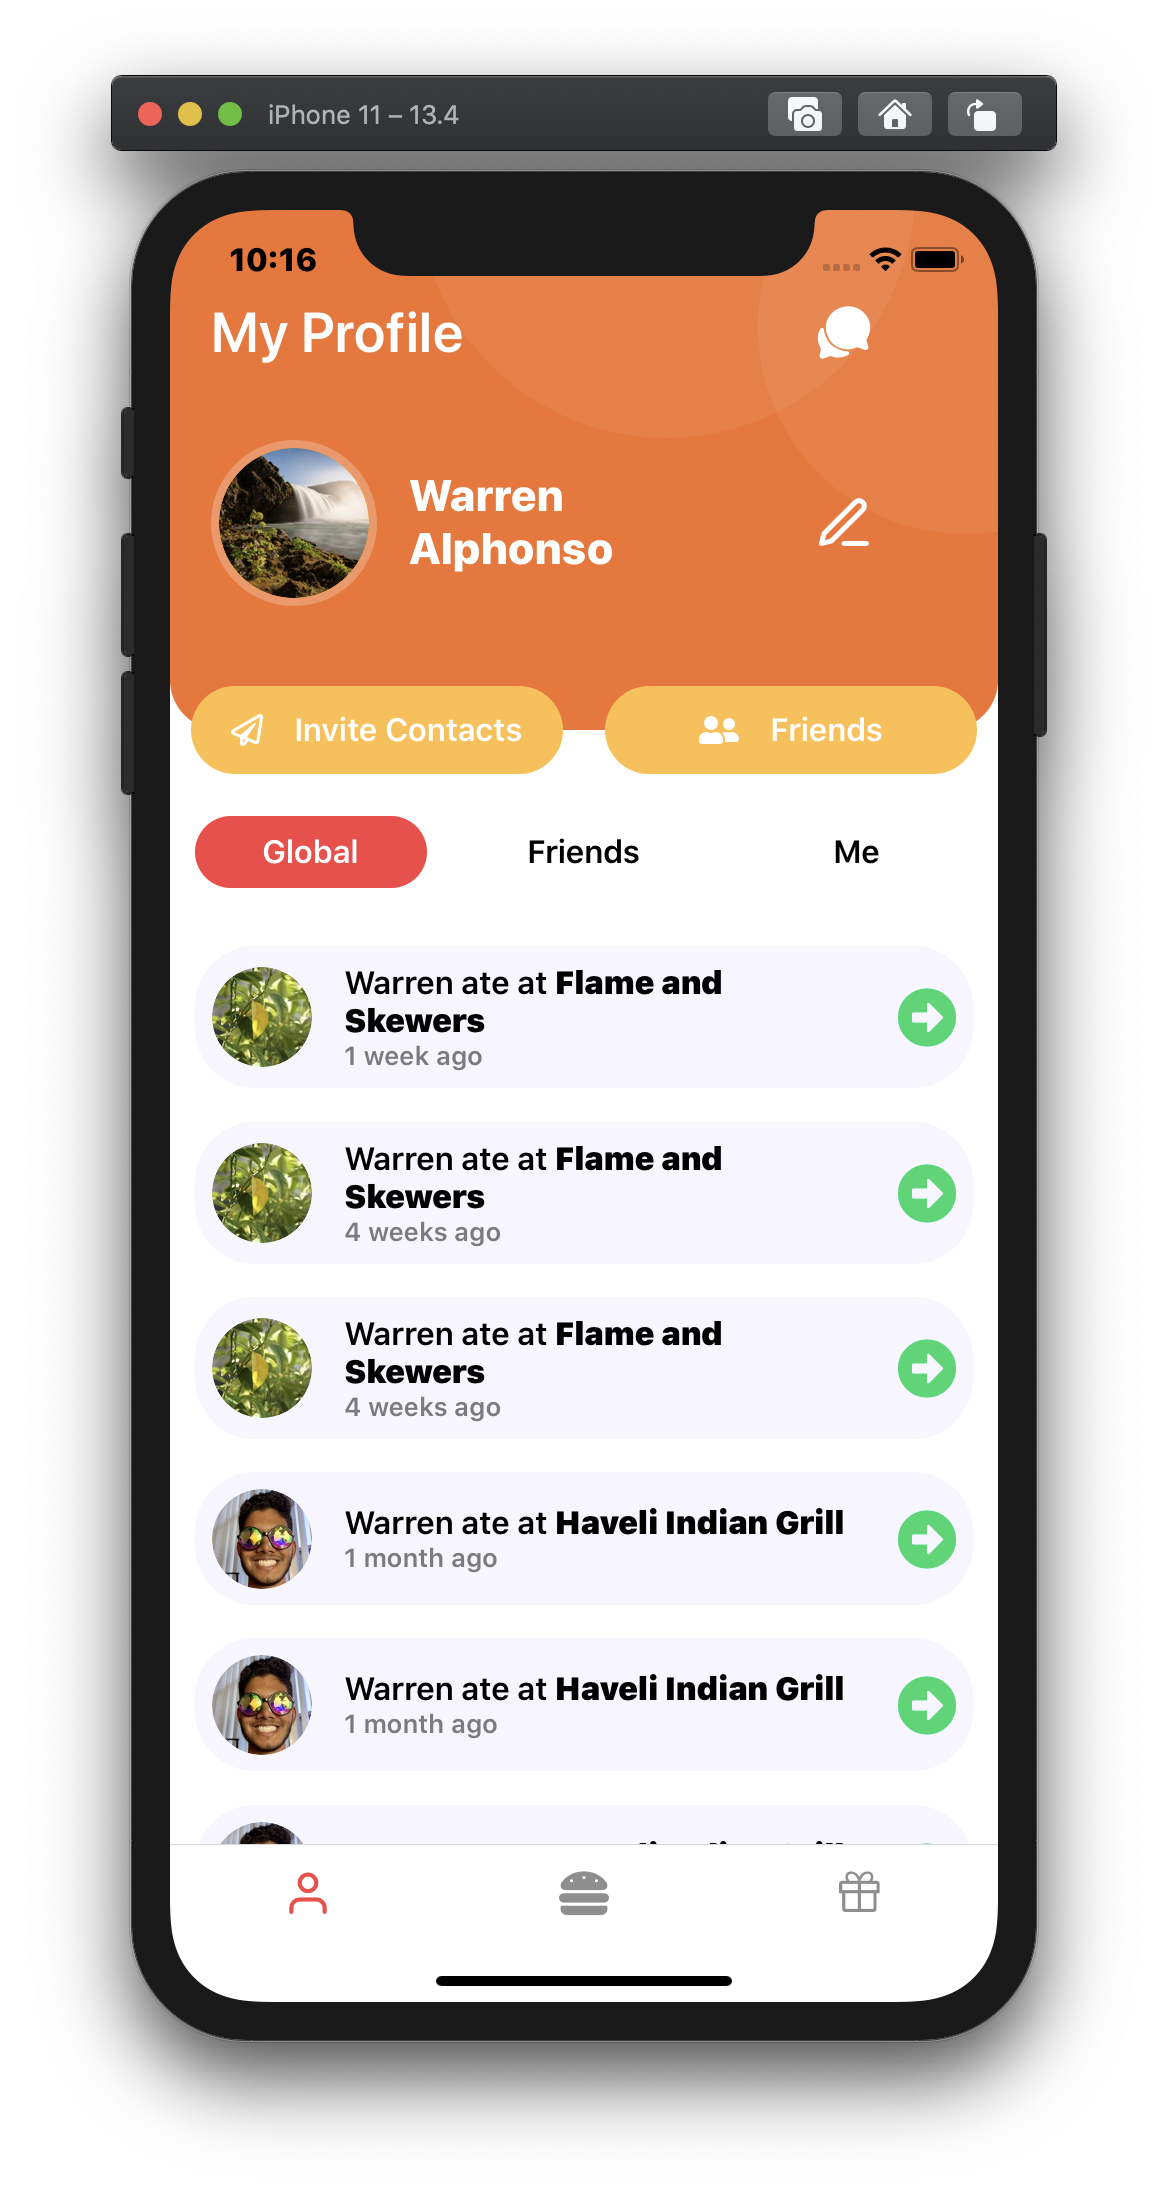 iPhone 11 – 13.4
10:16
My Profile
Warren
Alphonso
Invite Contacts
Friends
Global
Friends
Me
Warren ate at Flame and
Skewers
1 week ago
Warren ate at Flame and
Skewers
4 weeks ago
Warren ate at Flame and
Skewers
4 weeks ago
Warren ate at Haveli Indian Grill
1 month ago
Warren ate at Haveli Indian Grill
1 month ago